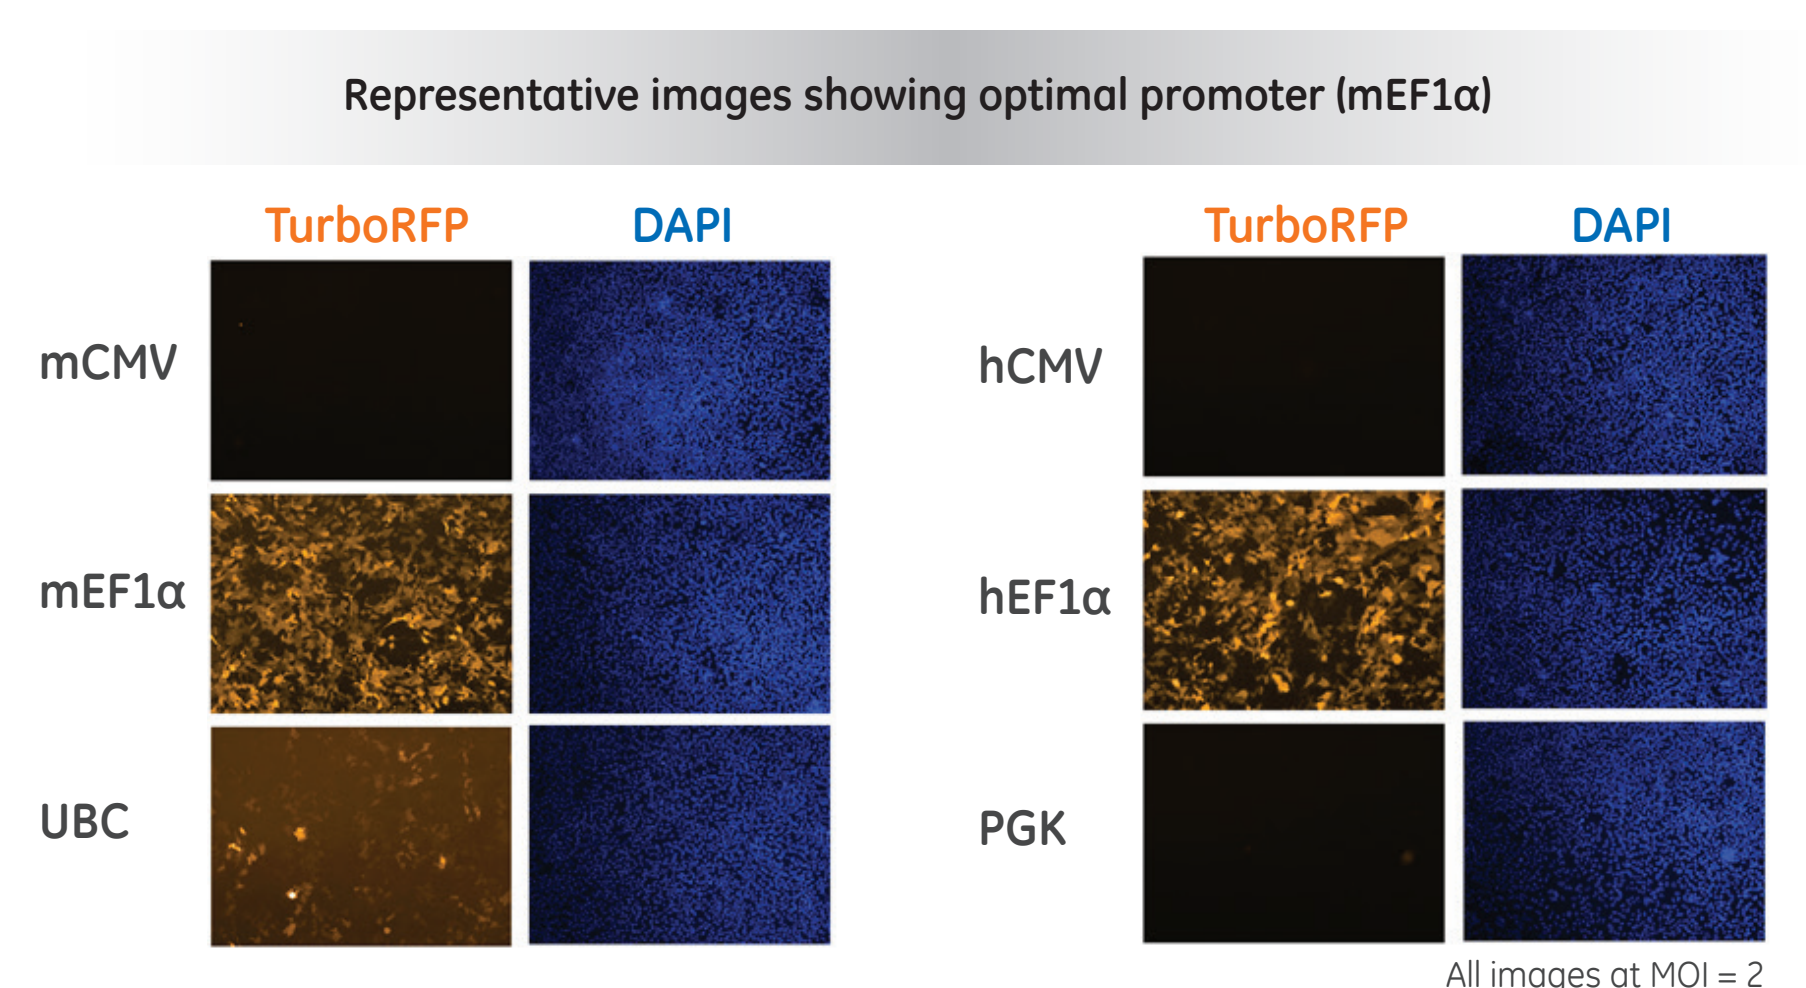 Representative images showing optimal promoter (mEF1α)
TurboRFP DAPI TurboRFP DAPI
mCMV hCMV
mEF1α hEF1α
UBC PGK
All images at MOI = 2